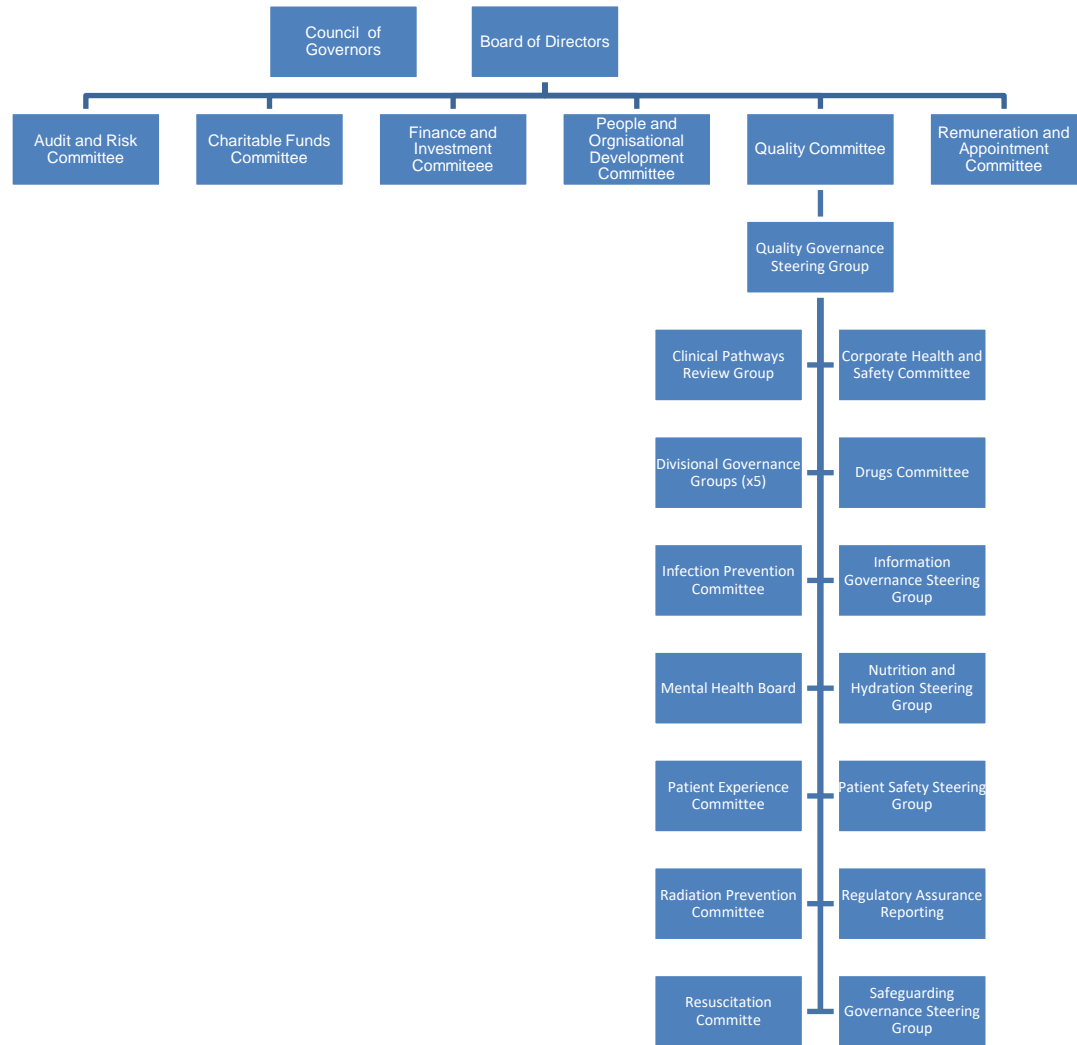 Council of
Governors
Board of Directors
Audit and Risk
Committee
Charitable Funds
Committee
Finance and
Investment
Commiteee
People and
Orgnisational
Development
Committee
Quality Committee
Remuneration and
Appointment
Committee
Quality Governance
Steering Group
Clinical Pathways
Review Group
Corporate Health and
Safety Committee
Divisional Governance
Groups (x5)
Drugs Committee
Infection Prevention
Committee
Information
Governance Steering
Group
Mental Health Board
Nutrition and
Hydration Steering
Group
Patient Experience
Committee
Patient Safety Steering
Group
Radiation Prevention
Committee
Regulatory Assurance
Reporting
Resuscitation
Committe
Safeguarding
Governance Steering
Group